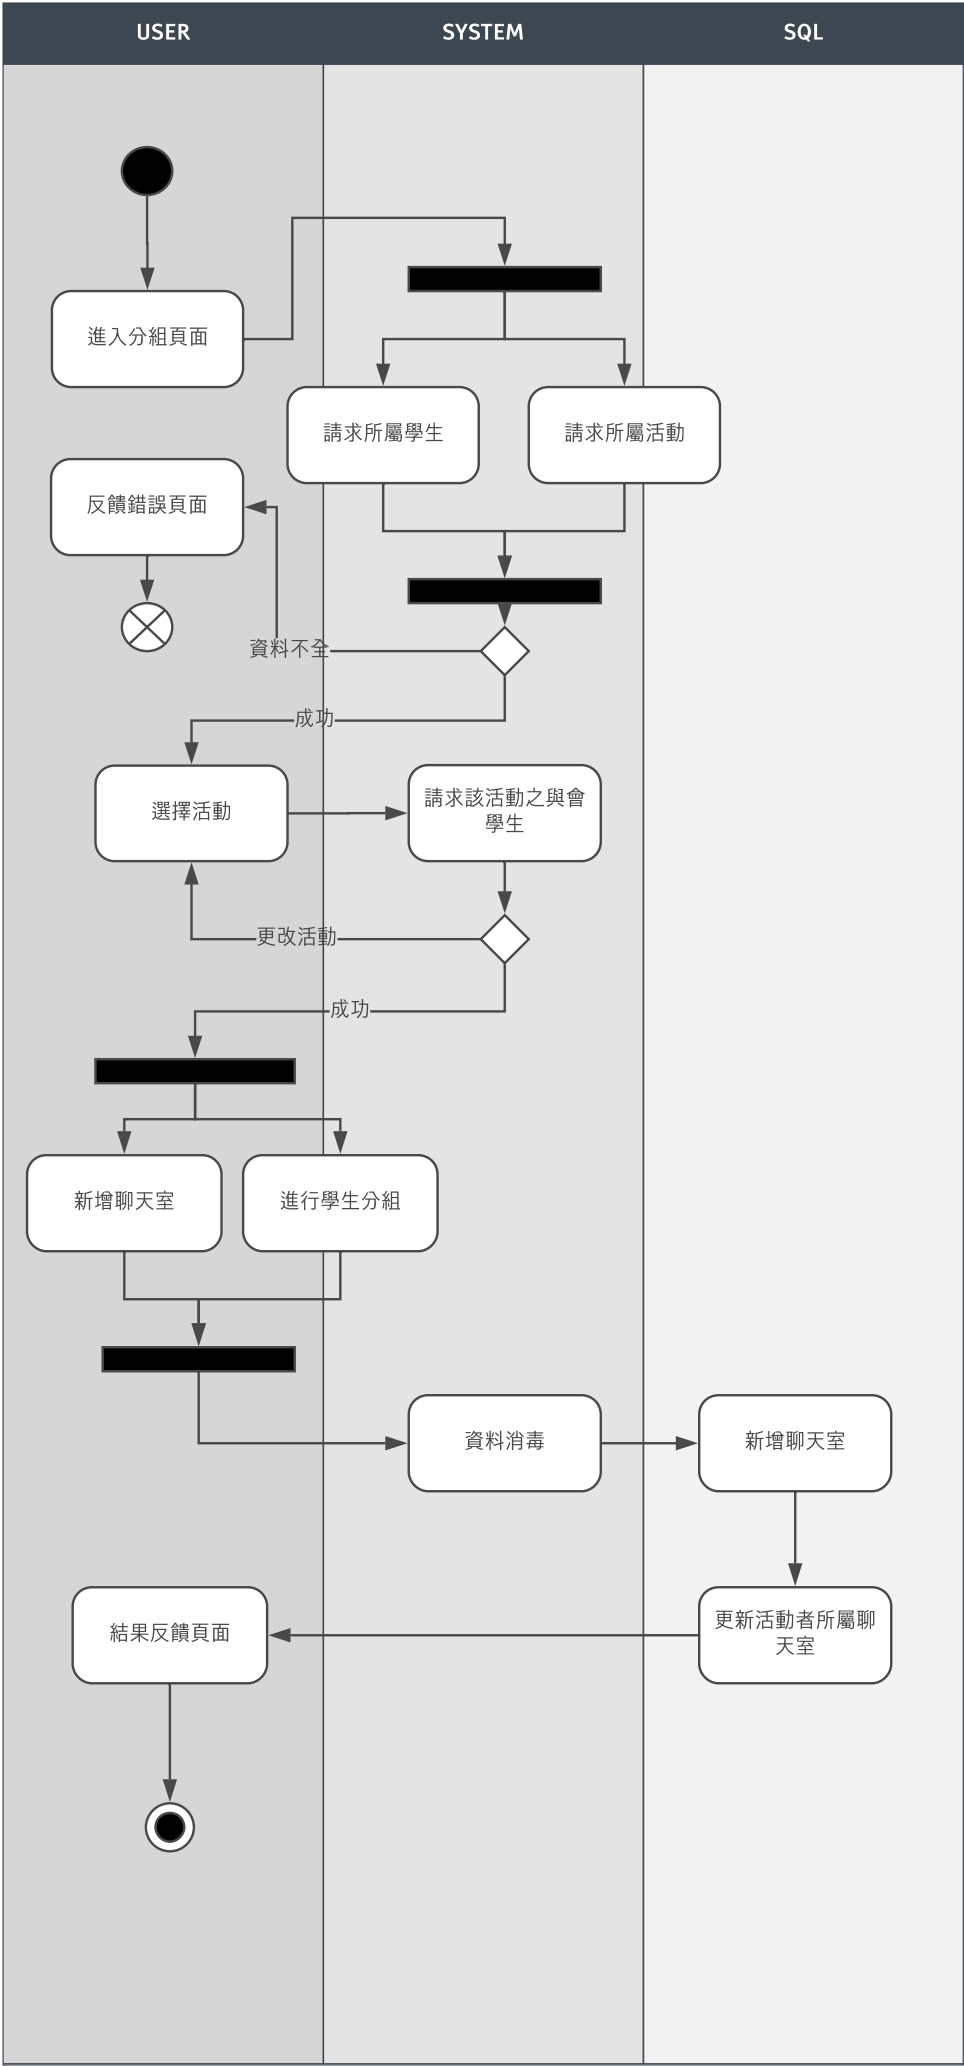 USER
SYSTEM
SQL
進入分組頁面
請求所屬學生
請求所屬活動
反饋錯誤頁面
資料不全
成功
選擇活動
請求該活動之與會
學生
更改活動
成功
新增聊天室
進行學生分組
資料消毒
新增聊天室
結果反饋頁面
更新活動者所屬聊
天室